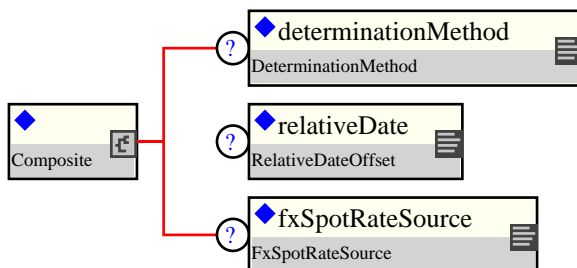 ?
determinationMethod
DeterminationMethod
Composite
?
relativeDate
RelativeDateOffset
?
fxSpotRateSource
FxSpotRateSource